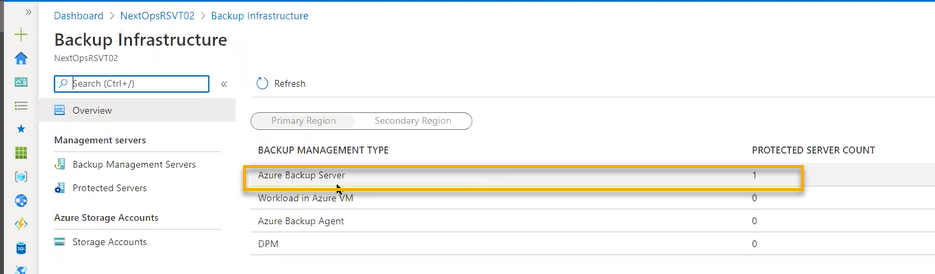 Dashboard > NextOpsRSVT02 > Backup infrastructure
Backup Infrastructure
NextOpsRSVT02
Search (Ctrl+/)
«
Overview
Management servers
Backup Management Servers
Protected Servers
Azure Storage Accounts
Storage Accounts
Refresh
Primary Region Secondary Region
BACKUP MANAGEMENT TYPE PROTECTED SERVER COUNT
Azure Backup Server 1
Workload in Azure VM 0
Azure Backup Agent 0
DPM 0